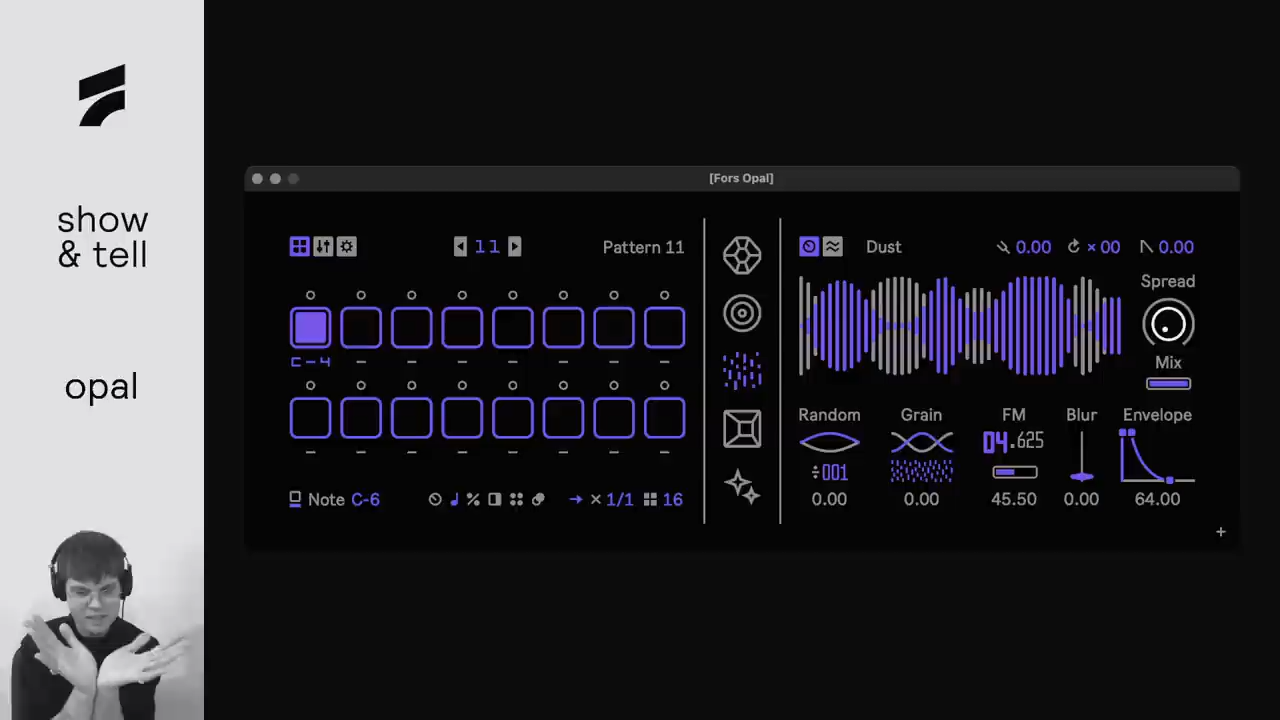 show
& tell
opal
[Fors Opal]
11
Pattern 11
C-4
Note C-6
× 1/1
16
Dust
0.00
× 00
0.00
Spread
Mix
Random
Grain
FM
Blur
Envelope
04.625
÷001
0.00
0.00
45.50
0.00
64.00
+